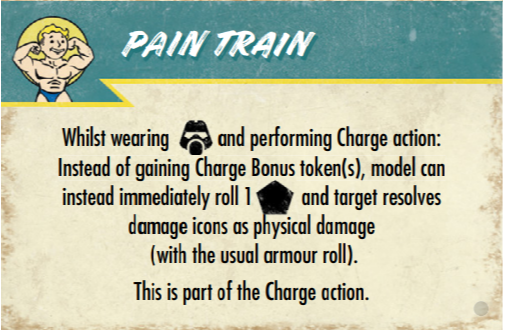 PAIN TRAIN
Whilst wearing and performing Charge action:
Instead of gaining Charge Bonus token(s), model can
instead immediately roll 1 and target resolves
damage icons as physical damage
(with the usual armour roll).
This is part of the Charge action.